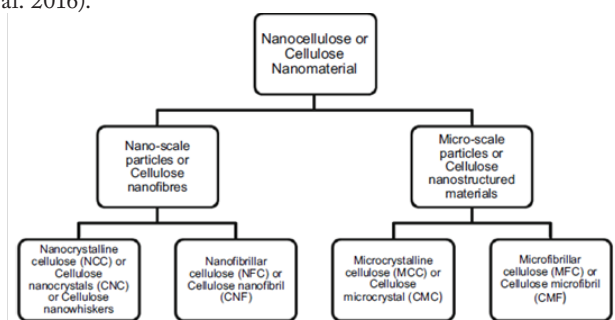 al. 2016).
Nanocellulose or
Cellulose
Nanomaterial
Nano-scale
particles or
Cellulose
nanofibres
Micro-scale
particles or
Cellulose
nanostructured
materials
Nanocrystalline
cellulose (NCC) or
Cellulose
nanocrystals (CNC)
or Cellulose
nanowhiskers
Nanofibrillar
cellulose (NFC) or
Cellulose nanofibril
(CNF)
Microcrystalline
cellulose (MCC) or
Cellulose
microcrystal (CMC)
Microfibrillar
cellulose (MFC) or
Cellulose microfibril
(CMF)